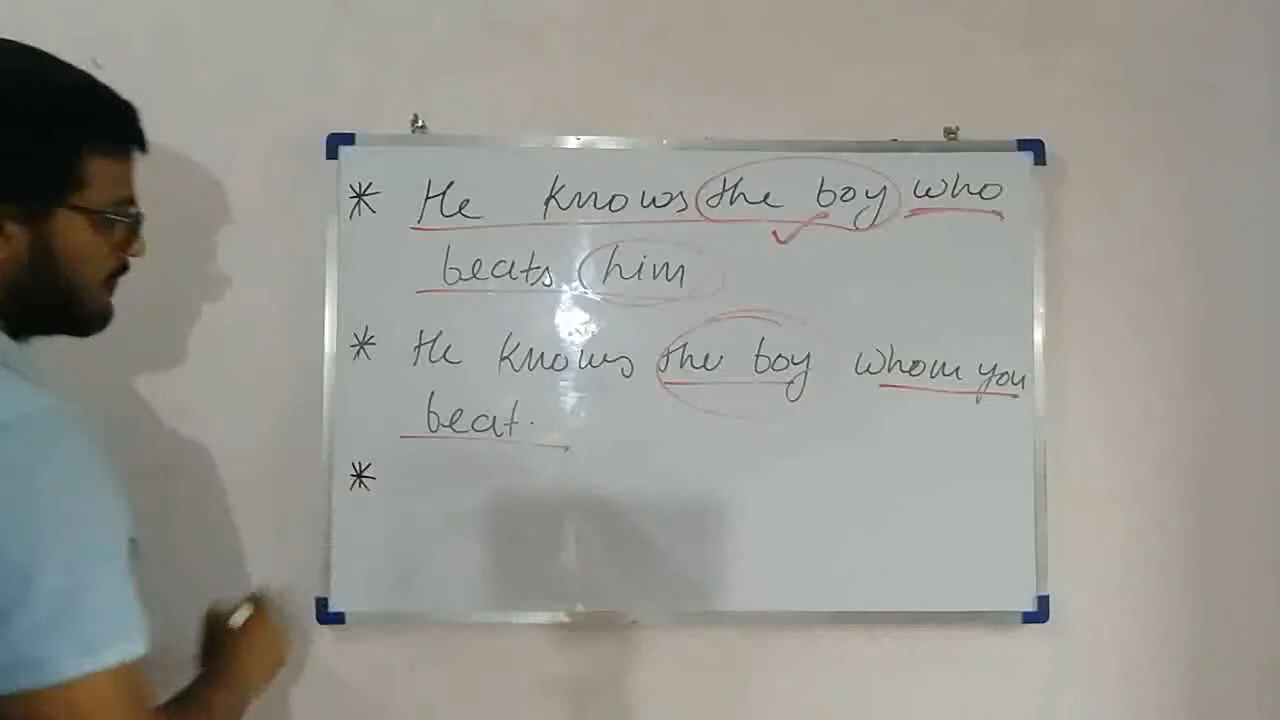 * He knows the boy who
beats him
* He knows the boy whom you
beat.
*